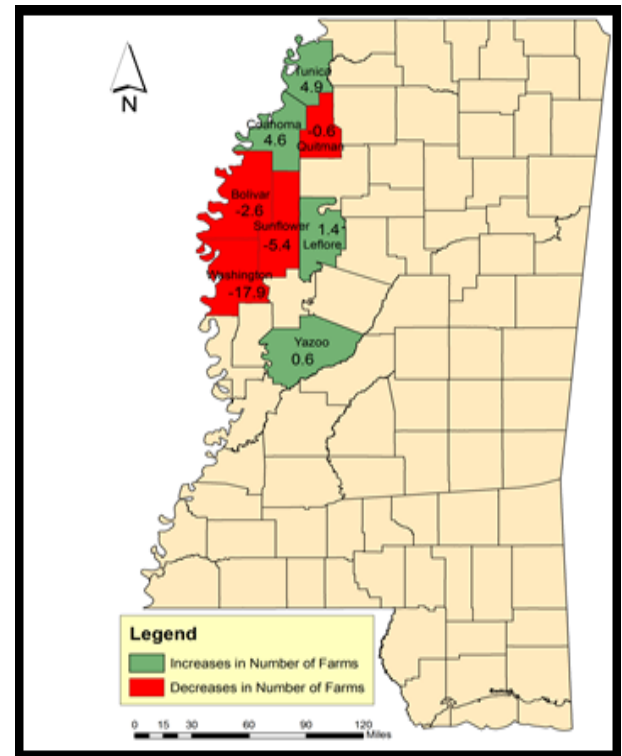 Tunica
4.9
N
Coahoma
4.6
-0.6
Quitman
Bolivar
-2.6
Sunflower
-5.4
1.4
Leflore
Washington
-17.9
Yazoo
0.6
Legend
Increases in Number of Farms
Decreases in Number of Farms
0 15 30 60 90 120
Miles